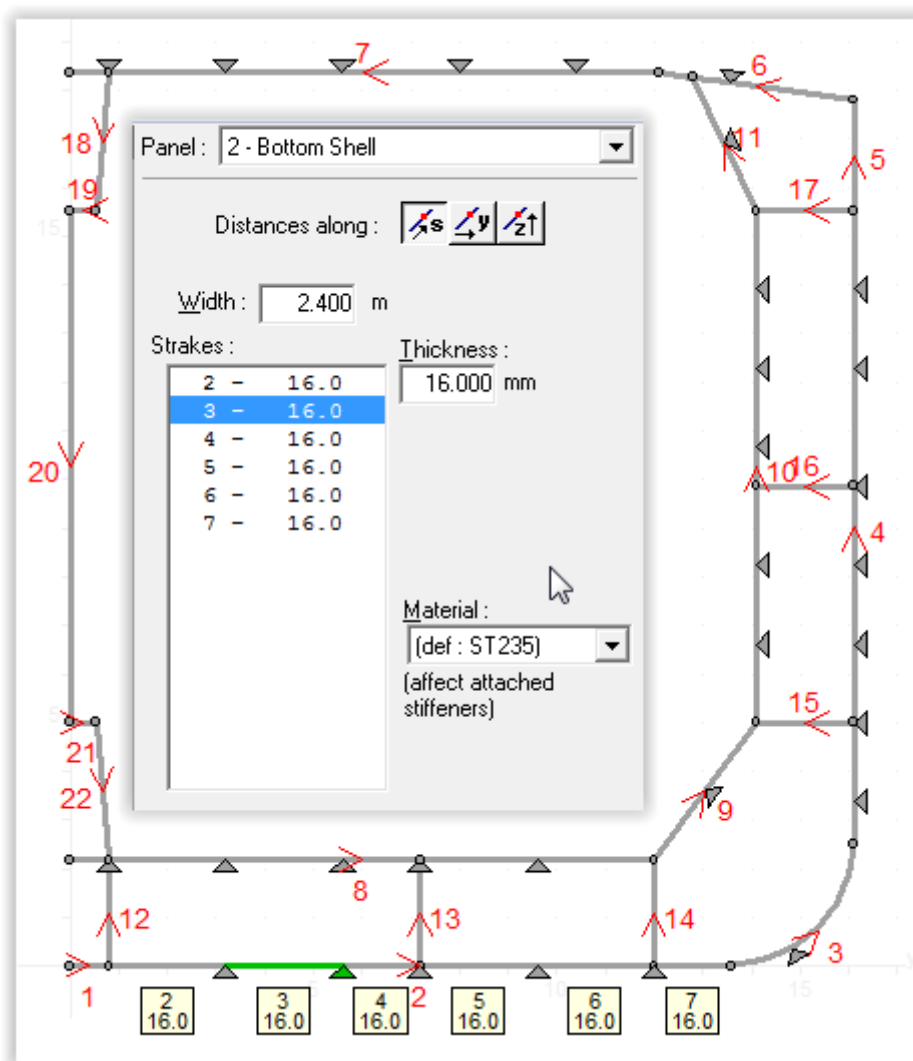 7
6
18
Panel : 2 - Bottom Shell
11
5
19
17
15
Distances along : s y z
Width : 2.400 m
Strakes :
Thickness :
2 - 16.0
16.000 mm
3 - 16.0
4 - 16.0
5 - 16.0
20
10
16
6 - 16.0
7 - 16.0
4
Material :
(def : ST235)
(affect attached
stiffeners)
15
5
21
22
9
8
12
13
14
3
y
1
2
5
10
15
2
16.0
3
16.0
4
16.0
5
16.0
6
16.0
7
16.0